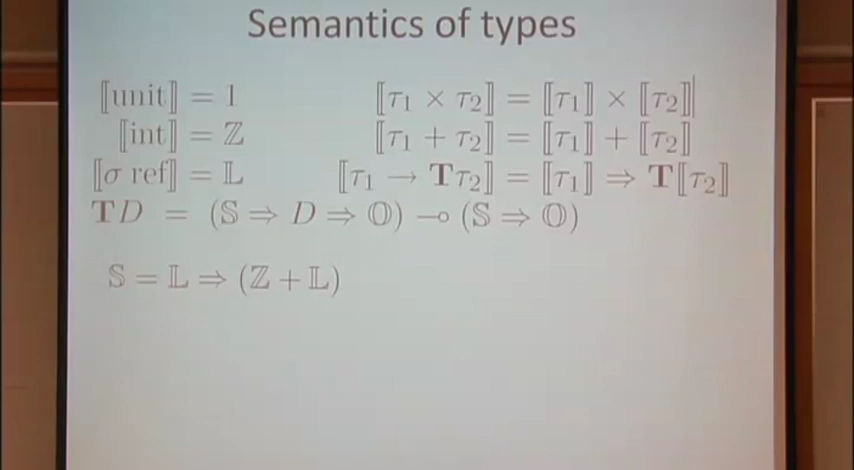 Semantics of types
⟦unit⟧ = 1 ⟦τ₁ × τ₂⟧ = ⟦τ₁⟧ × ⟦τ₂⟧
⟦int⟧ = ℤ ⟦τ₁ + τ₂⟧ = ⟦τ₁⟧ + ⟦τ₂⟧
⟦σ ref⟧ = 𝕃 ⟦τ₁ → Tτ₂⟧ = ⟦τ₁⟧ ⇒ T⟦τ₂⟧
TD = (𝕊 ⇒ D ⇒ 𝕆) ⊸ (𝕊 ⇒ 𝕆)
𝕊 = 𝕃 ⇒ (ℤ + 𝕃)